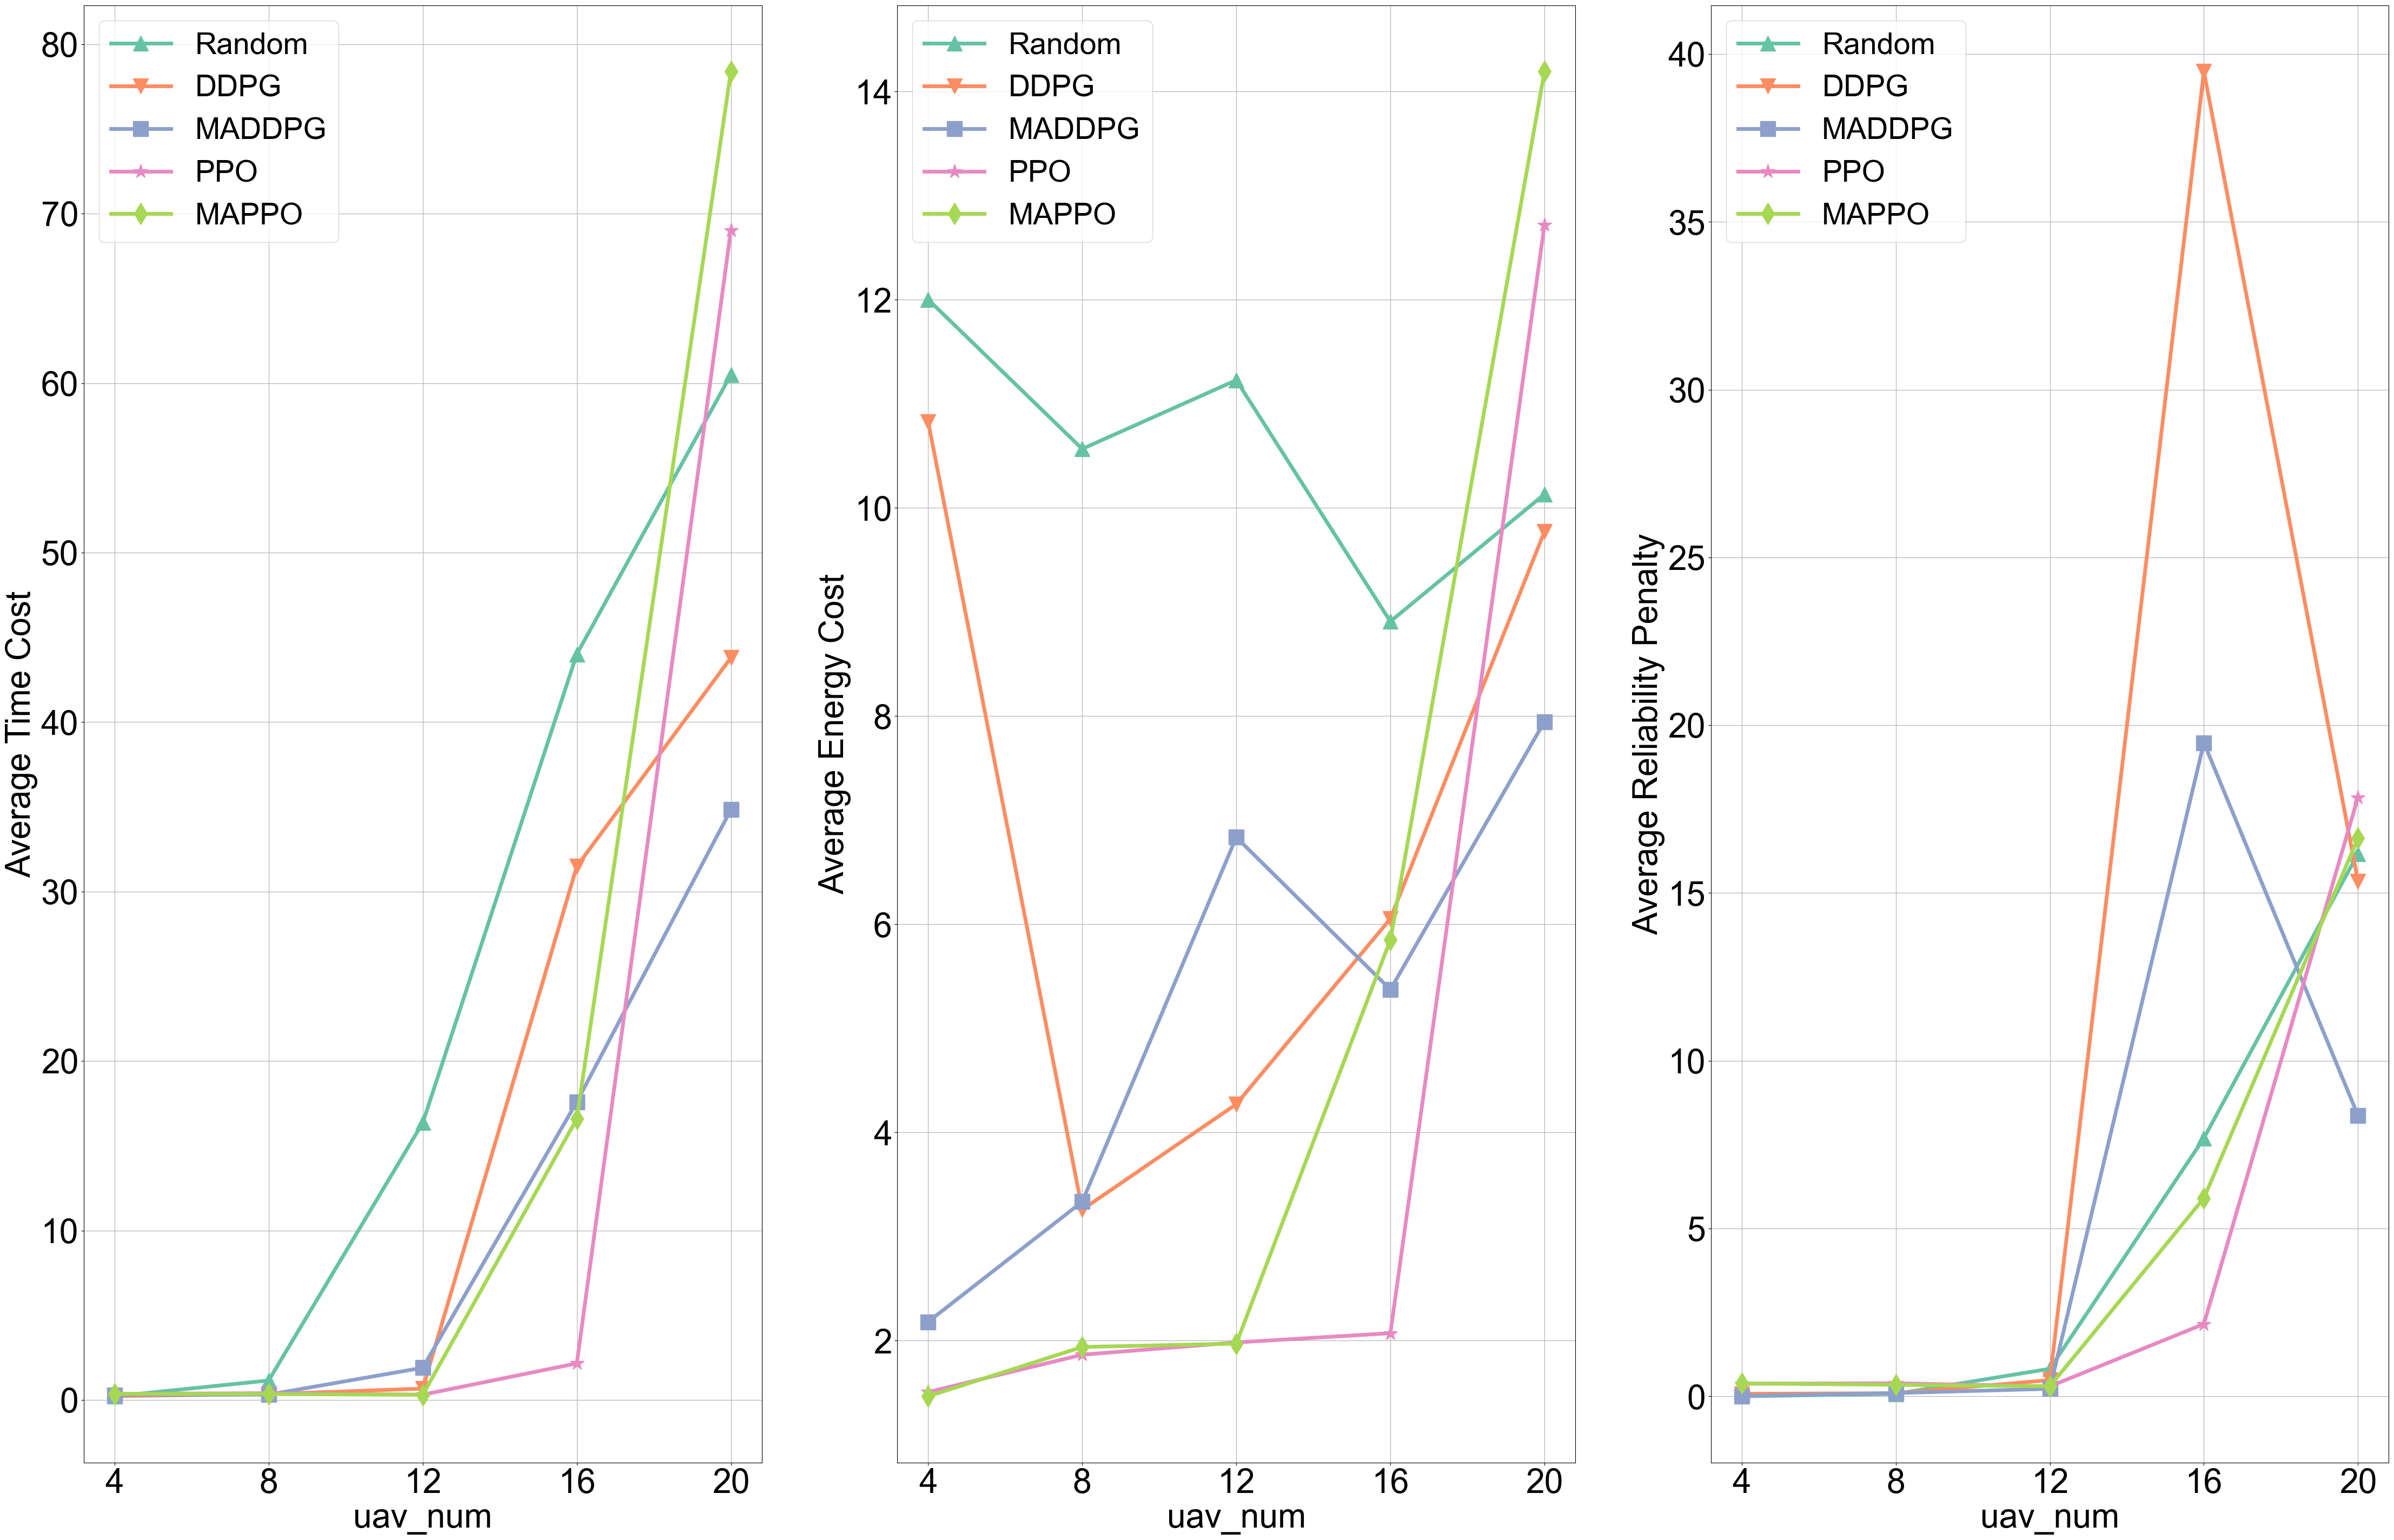 Random
DDPG
MADDPG
PPO
MAPPO
80
70
60
50
40
30
20
10
0
Average Time Cost
4 8 12 16 20
uav_num
Random
DDPG
MADDPG
PPO
MAPPO
14
12
10
8
6
4
2
Average Energy Cost
4 8 12 16 20
uav_num
Random
DDPG
MADDPG
PPO
MAPPO
40
35
30
25
20
15
10
5
0
Average Reliability Penalty
4 8 12 16 20
uav_num